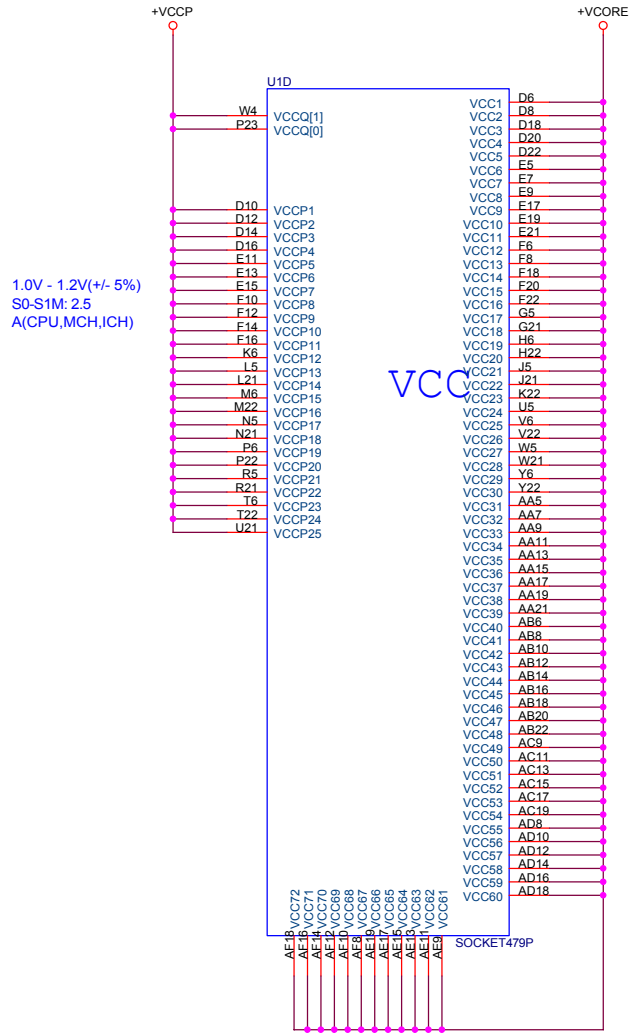 +VCCP
+VCORE
U1D
W4 VCCQ[1]
P23 VCCQ[0]
D10 VCCP1
D12 VCCP2
D14 VCCP3
D16 VCCP4
E11 VCCP5
E13 VCCP6
E15 VCCP7
F10 VCCP8
F12 VCCP9
F14 VCCP10
F16 VCCP11
K6 VCCP12
L5 VCCP13
L21 VCCP14
M6 VCCP15
M22 VCCP16
N5 VCCP17
N21 VCCP18
P6 VCCP19
P22 VCCP20
R5 VCCP21
R21 VCCP22
T6 VCCP23
T22 VCCP24
U21 VCCP25
1.0V - 1.2V(+/- 5%)
S0-S1M: 2.5
A(CPU,MCH,ICH)
VCC
VCC1 D6
VCC2 D8
VCC3 D18
VCC4 D20
VCC5 D22
VCC6 E5
VCC7 E7
VCC8 E9
VCC9 E17
VCC10 E19
VCC11 E21
VCC12 F6
VCC13 F8
VCC14 F18
VCC15 F20
VCC16 F22
VCC17 G5
VCC18 G21
VCC19 H6
VCC20 H22
VCC21 J5
VCC22 J21
VCC23 K22
VCC24 U5
VCC25 V6
VCC26 V22
VCC27 W5
VCC28 W21
VCC29 Y6
VCC30 Y22
VCC31 AA5
VCC32 AA7
VCC33 AA9
VCC34 AA11
VCC35 AA13
VCC36 AA15
VCC37 AA17
VCC38 AA19
VCC39 AA21
VCC40 AB6
VCC41 AB8
VCC42 AB10
VCC43 AB12
VCC44 AB14
VCC45 AB16
VCC46 AB18
VCC47 AB20
VCC48 AB22
VCC49 AC9
VCC50 AC11
VCC51 AC13
VCC52 AC15
VCC53 AC17
VCC54 AC19
VCC55 AD8
VCC56 AD10
VCC57 AD12
VCC58 AD14
VCC59 AD16
VCC60 AD18
AF18 VCC72
AF16 VCC71
AF14 VCC70
AF12 VCC69
AF10 VCC68
AF8 VCC67
AE19 VCC66
AE17 VCC65
AE15 VCC64
AE13 VCC63
AE11 VCC62
AE9 VCC61
SOCKET479P